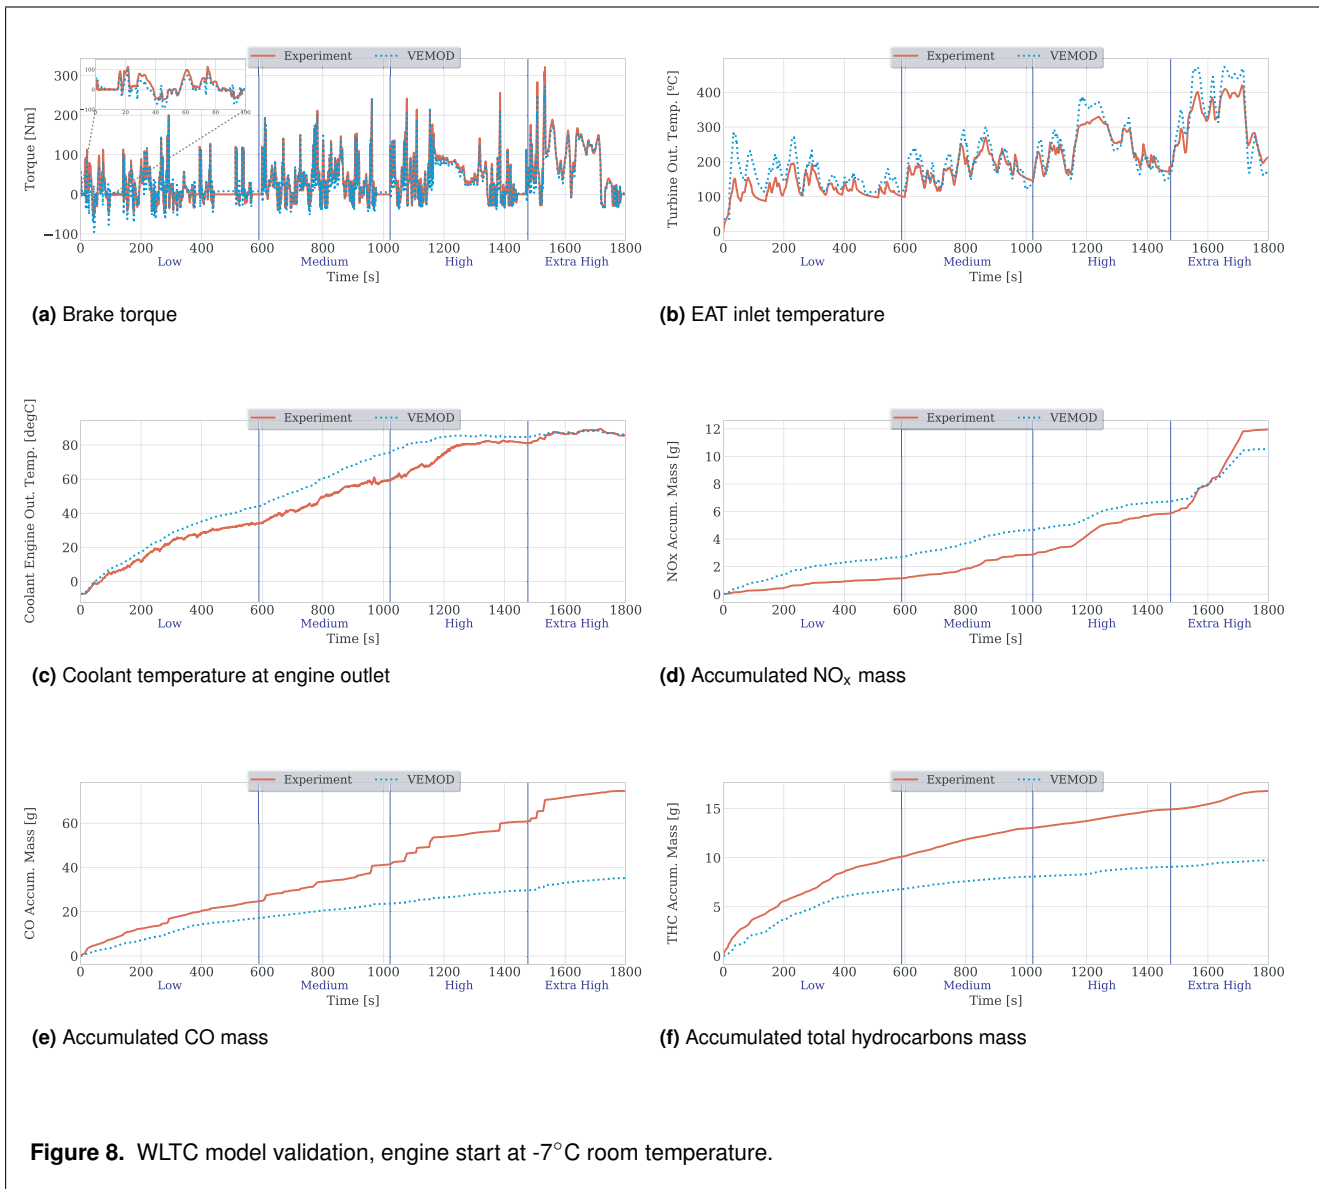 Experiment VEMOD
Torque [Nm]
300
200
100
0
−100
100
0
−100
0 20 40 60 80 100
0 200 400 600 800 1000 1200 1400 1600 1800
Low Medium High Extra High
Time [s]
(a) Brake torque
Experiment VEMOD
Turbine Out. Temp. [ºC]
400
300
200
100
0
0 200 400 600 800 1000 1200 1400 1600 1800
Low Medium High Extra High
Time [s]
(b) EAT inlet temperature
Experiment VEMOD
Coolant Engine Out. Temp. [degC]
80
60
40
20
0
0 200 400 600 800 1000 1200 1400 1600 1800
Low Medium High Extra High
Time [s]
(c) Coolant temperature at engine outlet
Experiment VEMOD
NOx Accum. Mass [g]
12
10
8
6
4
2
0
0 200 400 600 800 1000 1200 1400 1600 1800
Low Medium High Extra High
Time [s]
(d) Accumulated NOx mass
Experiment VEMOD
CO Accum. Mass [g]
60
40
20
0
0 200 400 600 800 1000 1200 1400 1600 1800
Low Medium High Extra High
Time [s]
(e) Accumulated CO mass
Experiment VEMOD
THC Accum. Mass [g]
15
10
5
0
0 200 400 600 800 1000 1200 1400 1600 1800
Low Medium High Extra High
Time [s]
(f) Accumulated total hydrocarbons mass
Figure 8. WLTC model validation, engine start at -7°C room temperature.